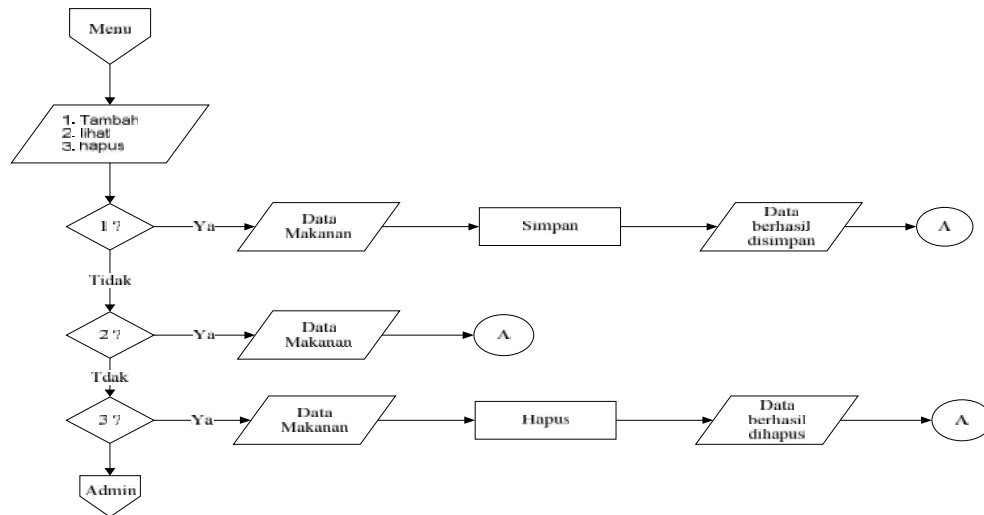 Menu
1. Tambah
2. lihat
3. hapus
1 ?
Ya
Data
Makanan
Simpan
Data
berhasil
disimpan
A
Tidak
2 ?
Ya
Data
Makanan
A
Tdak
3 ?
Ya
Data
Makanan
Hapus
Data
berhasil
dihapus
A
Admin